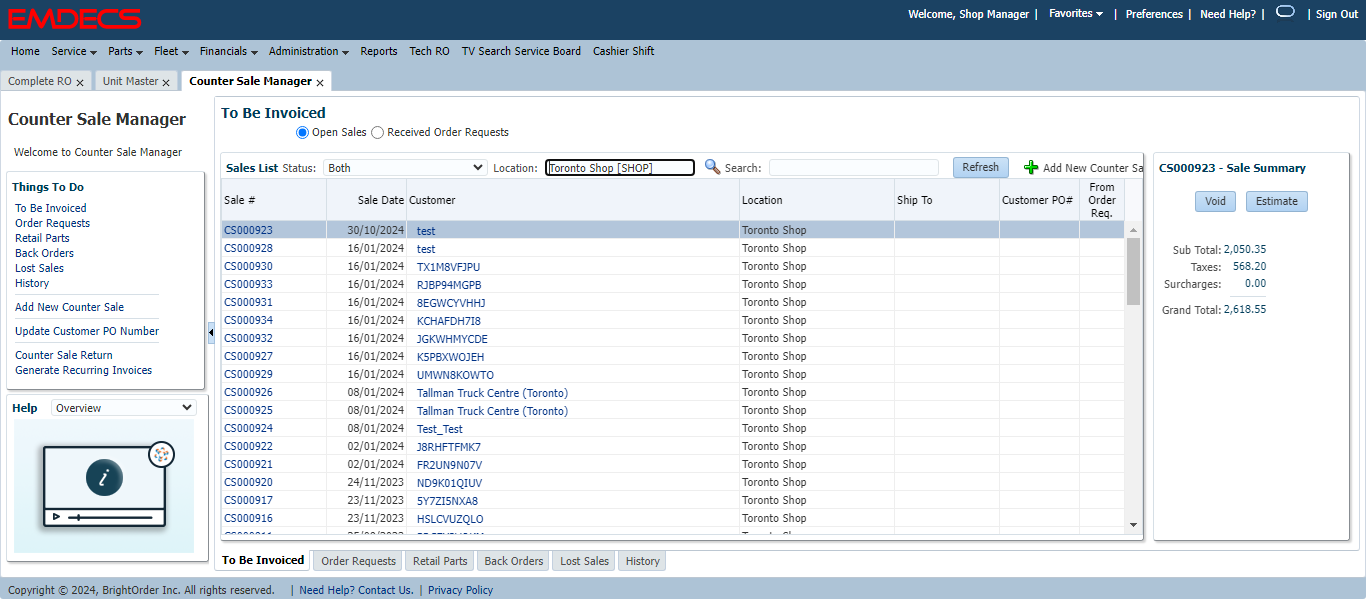 EMDECS
Welcome, Shop Manager | Favorites | Preferences | Need Help? | | Sign Out
Home Service Parts Fleet Financials Administration Reports Tech RO TV Search Service Board Cashier Shift
Complete RO Unit Master Counter Sale Manager
Counter Sale Manager
Welcome to Counter Sale Manager
Things To Do
To Be Invoiced
Order Requests
Retail Parts
Back Orders
Lost Sales
History
Add New Counter Sale
Update Customer PO Number
Counter Sale Return
Generate Recurring Invoices
Help Overview
i
To Be Invoiced
Open Sales Received Order Requests
Sales List Status: Both Location: Toronto Shop [SHOP] Search: Refresh Add New Counter Sa
Sale # Sale Date Customer Location Ship To Customer PO# From Order Req.
CS000923 30/10/2024 test Toronto Shop
CS000928 16/01/2024 test Toronto Shop
CS000930 16/01/2024 TX1M8VFJPU Toronto Shop
CS000933 16/01/2024 RJBP94MGPB Toronto Shop
CS000931 16/01/2024 8EGWCYVHHJ Toronto Shop
CS000934 16/01/2024 KCHAFDH7I8 Toronto Shop
CS000932 16/01/2024 JGKWHMYCDE Toronto Shop
CS000927 16/01/2024 K5PBXWOJEH Toronto Shop
CS000929 16/01/2024 UMWN8KOWTO Toronto Shop
CS000926 08/01/2024 Tallman Truck Centre (Toronto) Toronto Shop
CS000925 08/01/2024 Tallman Truck Centre (Toronto) Toronto Shop
CS000924 08/01/2024 Test_Test Toronto Shop
CS000922 02/01/2024 J8RHFTFMK7 Toronto Shop
CS000921 02/01/2024 FR2UN9N07V Toronto Shop
CS000920 24/11/2023 ND9K01QIUV Toronto Shop
CS000917 23/11/2023 5Y7ZI5NXA8 Toronto Shop
CS000916 23/11/2023 HSLCVUZQLO Toronto Shop
CS000923 - Sale Summary
Void Estimate
Sub Total: 2,050.35
Taxes: 568.20
Surcharges: 0.00
Grand Total: 2,618.55
To Be Invoiced Order Requests Retail Parts Back Orders Lost Sales History
Copyright © 2024, BrightOrder Inc. All rights reserved. | Need Help? Contact Us. | Privacy Policy